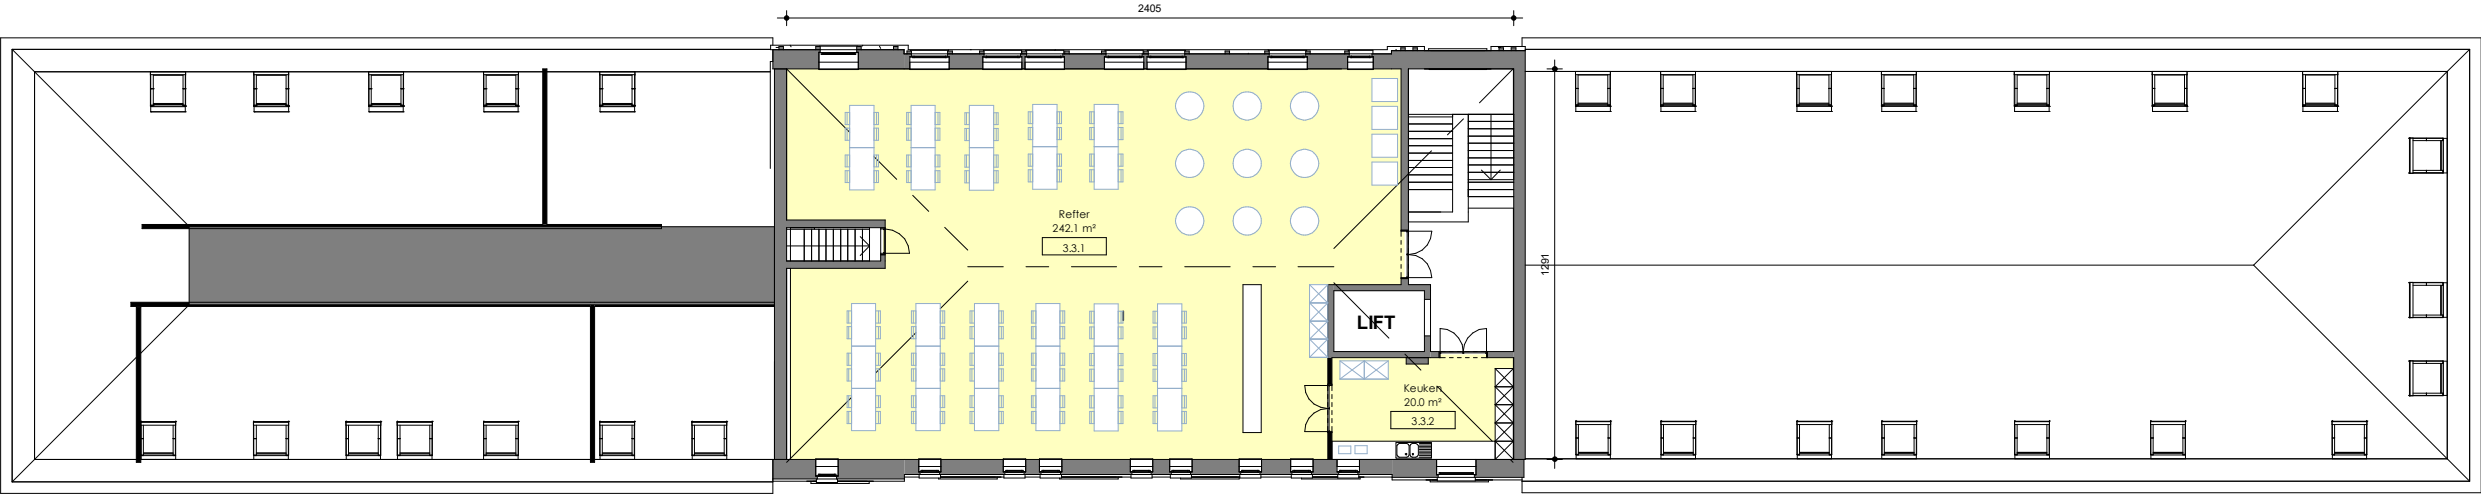 2405
Refter
242.1 m²
3.3.1
1291
LIFT
Keuken
20.0 m²
3.3.2